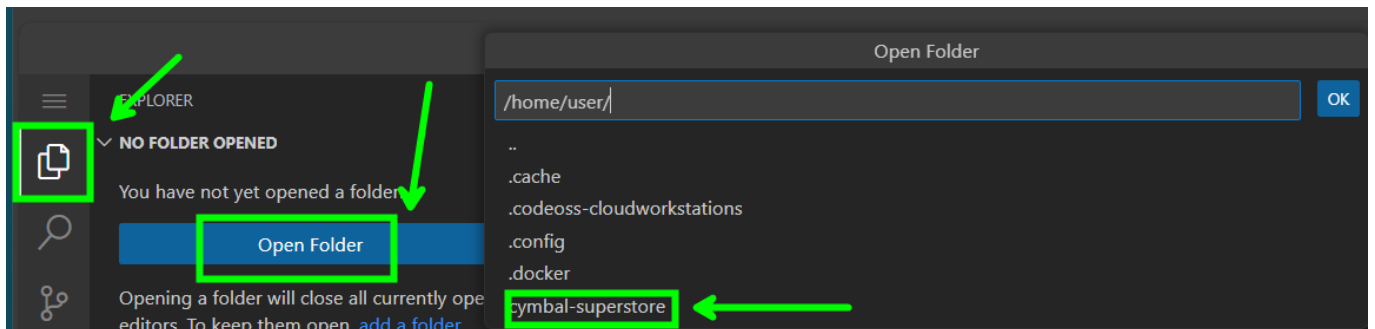 EXPLORER
NO FOLDER OPENED
You have not yet opened a folder
Open Folder
Opening a folder will close all currently ope
editors. To keep them open, add a folder
Open Folder
/home/user/
OK
..
.cache
.codeoss-cloudworkstations
.config
.docker
cymbal-superstore